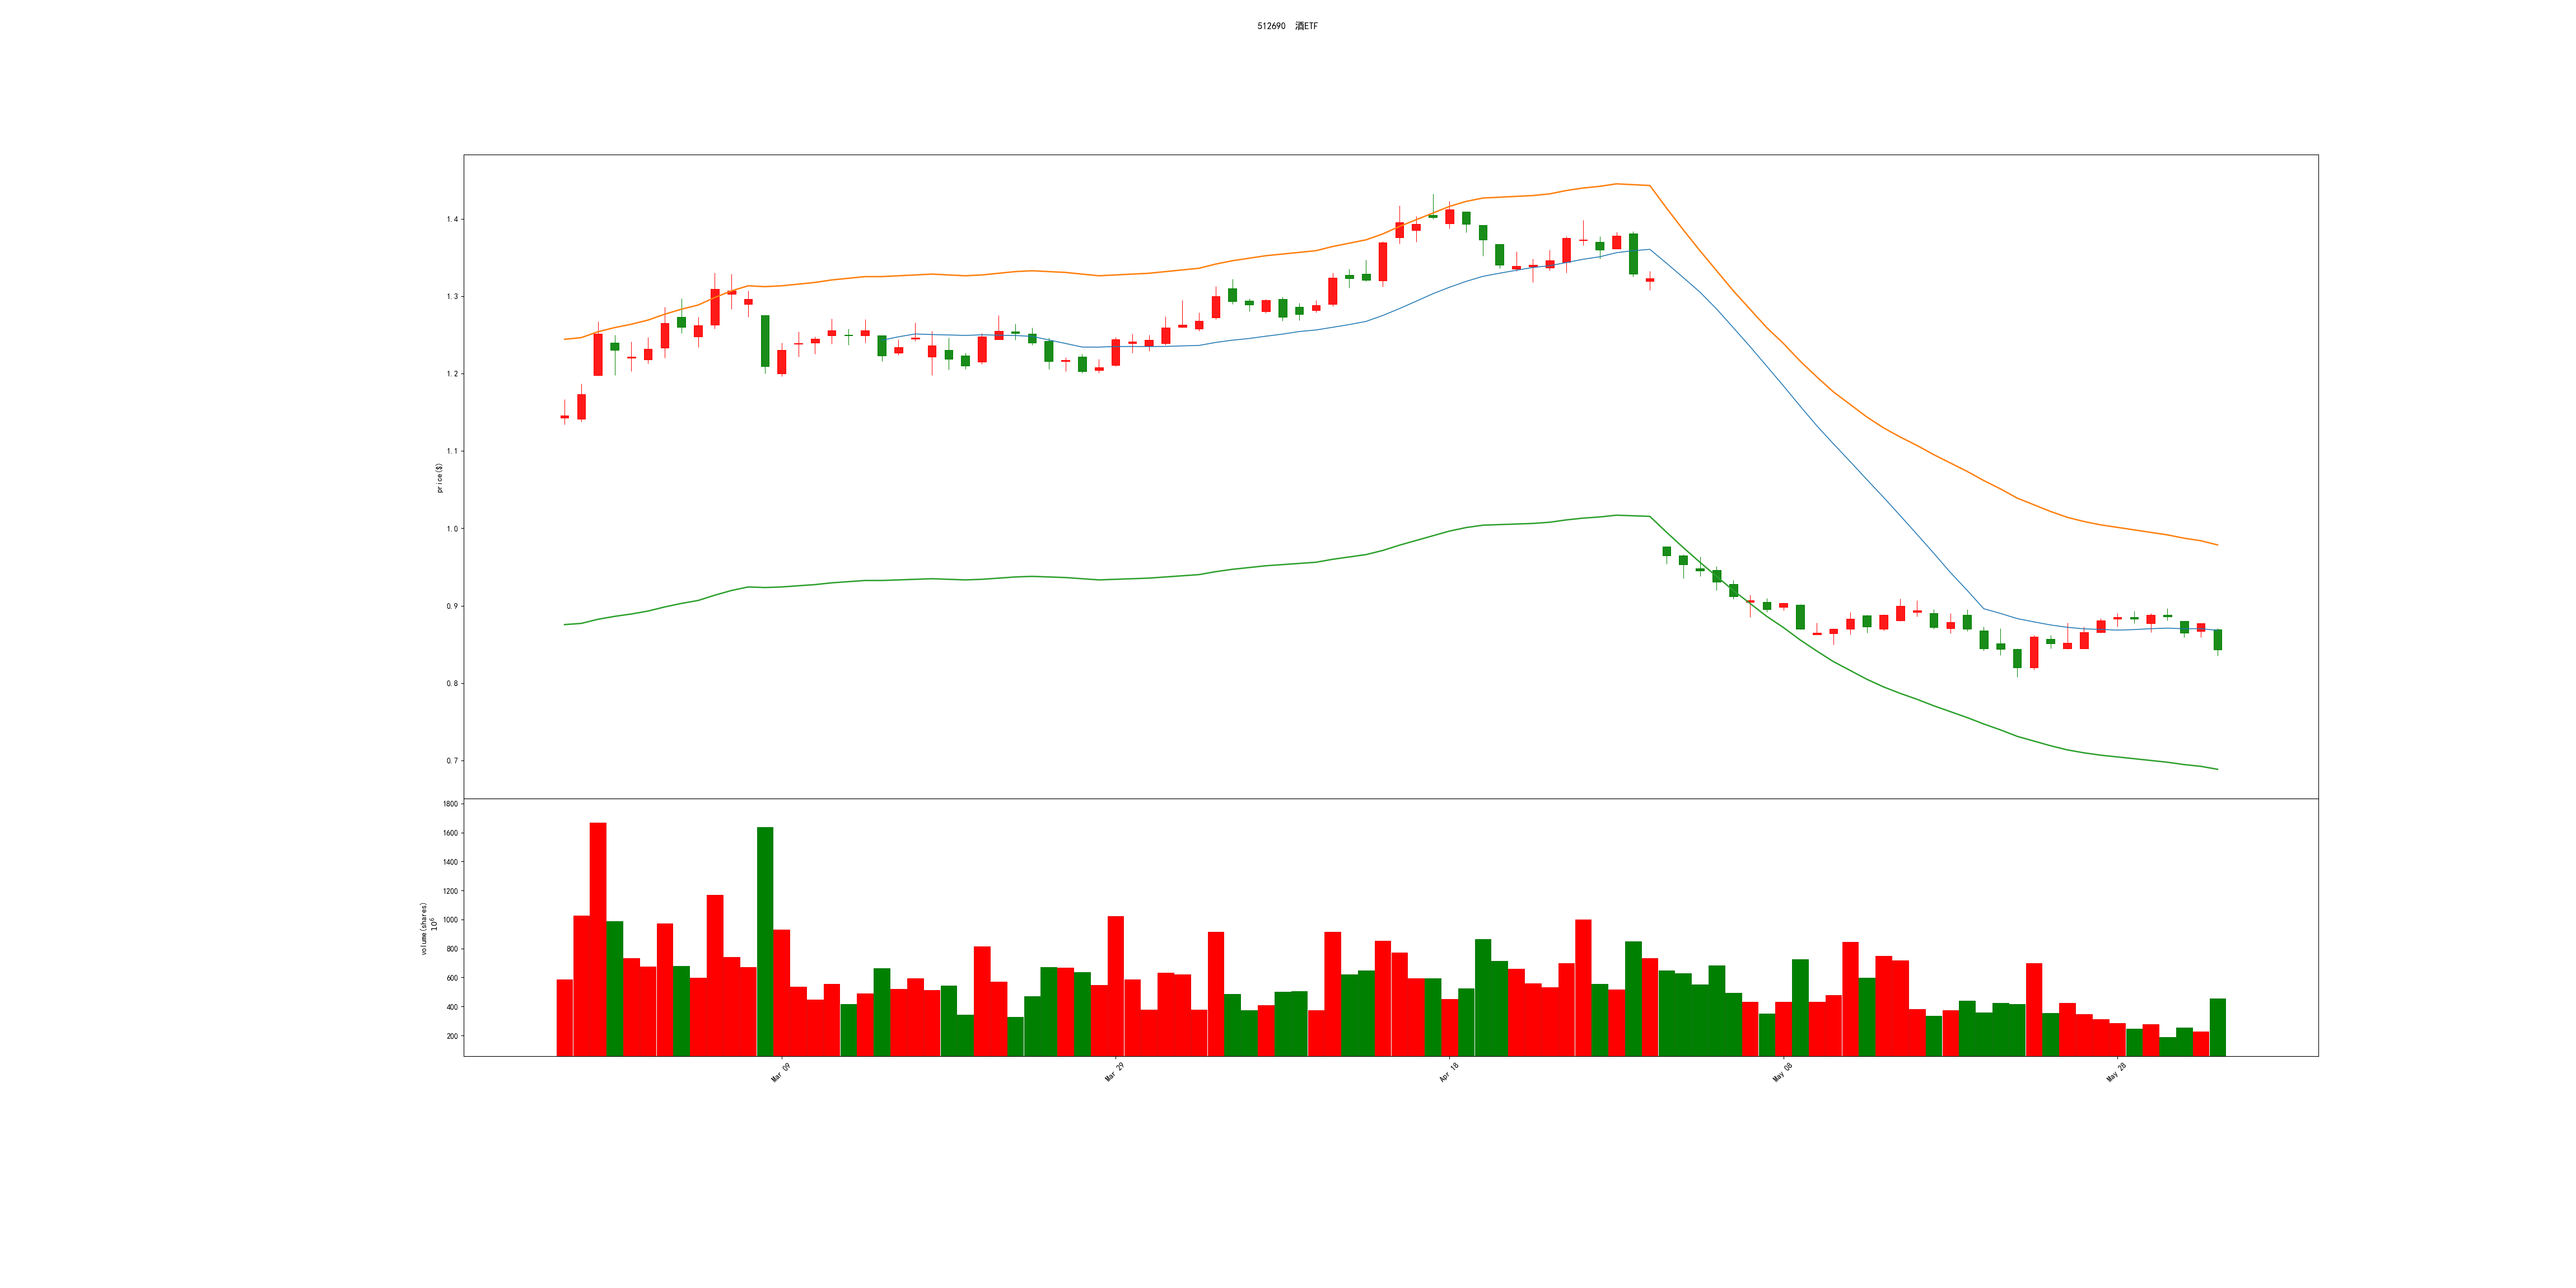 512690 酒ETF
price($)
1.4
1.3
1.2
1.1
1.0
0.9
0.8
0.7
volume(shares)
10⁶
1800
1600
1400
1200
1000
800
600
400
200
Mar 09
Mar 29
Apr 18
May 08
May 28